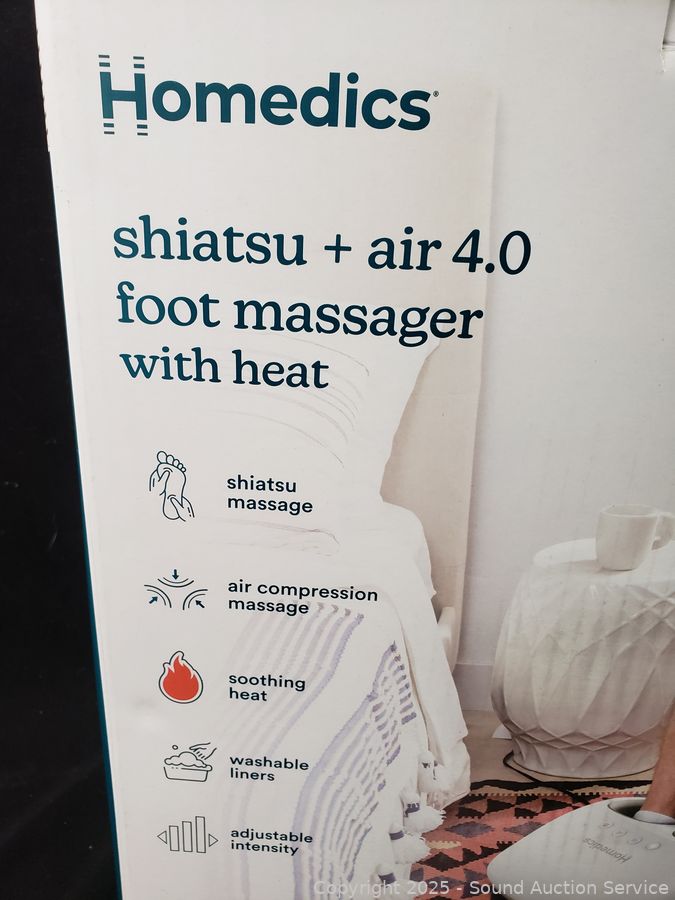 Homedics®
shiatsu + air 4.0
foot massager
with heat
shiatsu
massage
air compression
massage
soothing
heat
washable
liners
adjustable
intensity
Homedics
Copyright 2025 - Sound Auction Service